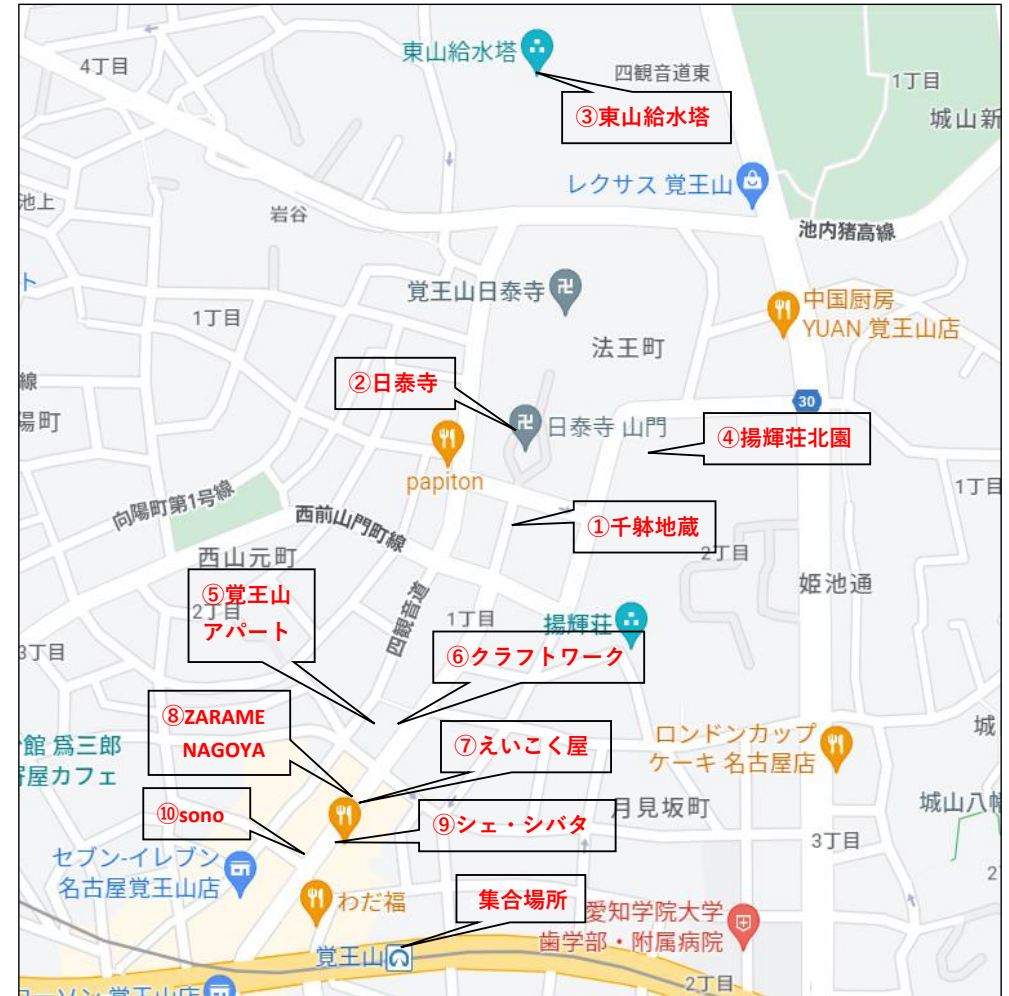 東山給水塔
4丁目
四観音道東
1丁目
③東山給水塔
城山新
レクサス 覚王山
池上
岩谷
池内猪高線
ト
覚王山日泰寺
中国厨房
YUAN 覚王山店
1丁目
法王町
②日泰寺
線
30
陽町
日泰寺 山門
④揚輝荘北園
papiton
1丁目
向陽町第1号線
西前山門町線
①千躰地蔵
2丁目
西山元町
姫池通
⑤覚王山
アパート
2丁目
四観音道
1丁目
揚輝荘
3丁目
⑥クラフトワーク
⑧ZARAME
NAGOYA
⑦えいこく屋
ロンドンカップ
ケーキ 名古屋店
城
館 爲三郎
屋カフェ
⑩sono
⑨シェ・シバタ
月見坂町
城山八幡
3丁目
セブン-イレブン
名古屋覚王山店
2
わだ福
集合場所
愛知学院大学
歯学部・附属病院
覚王山
2丁目
ローソン 覚王山店